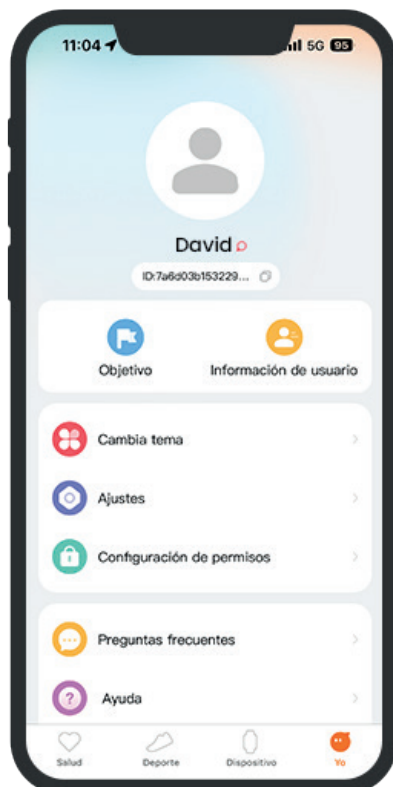 11:04 5G 95
David
ID:7a6d03b153229...
Objetivo Información de usuario
Cambia tema
Ajustes
Configuración de permisos
Preguntas frecuentes
Ayuda
Salud Deporte Dispositivo Yo